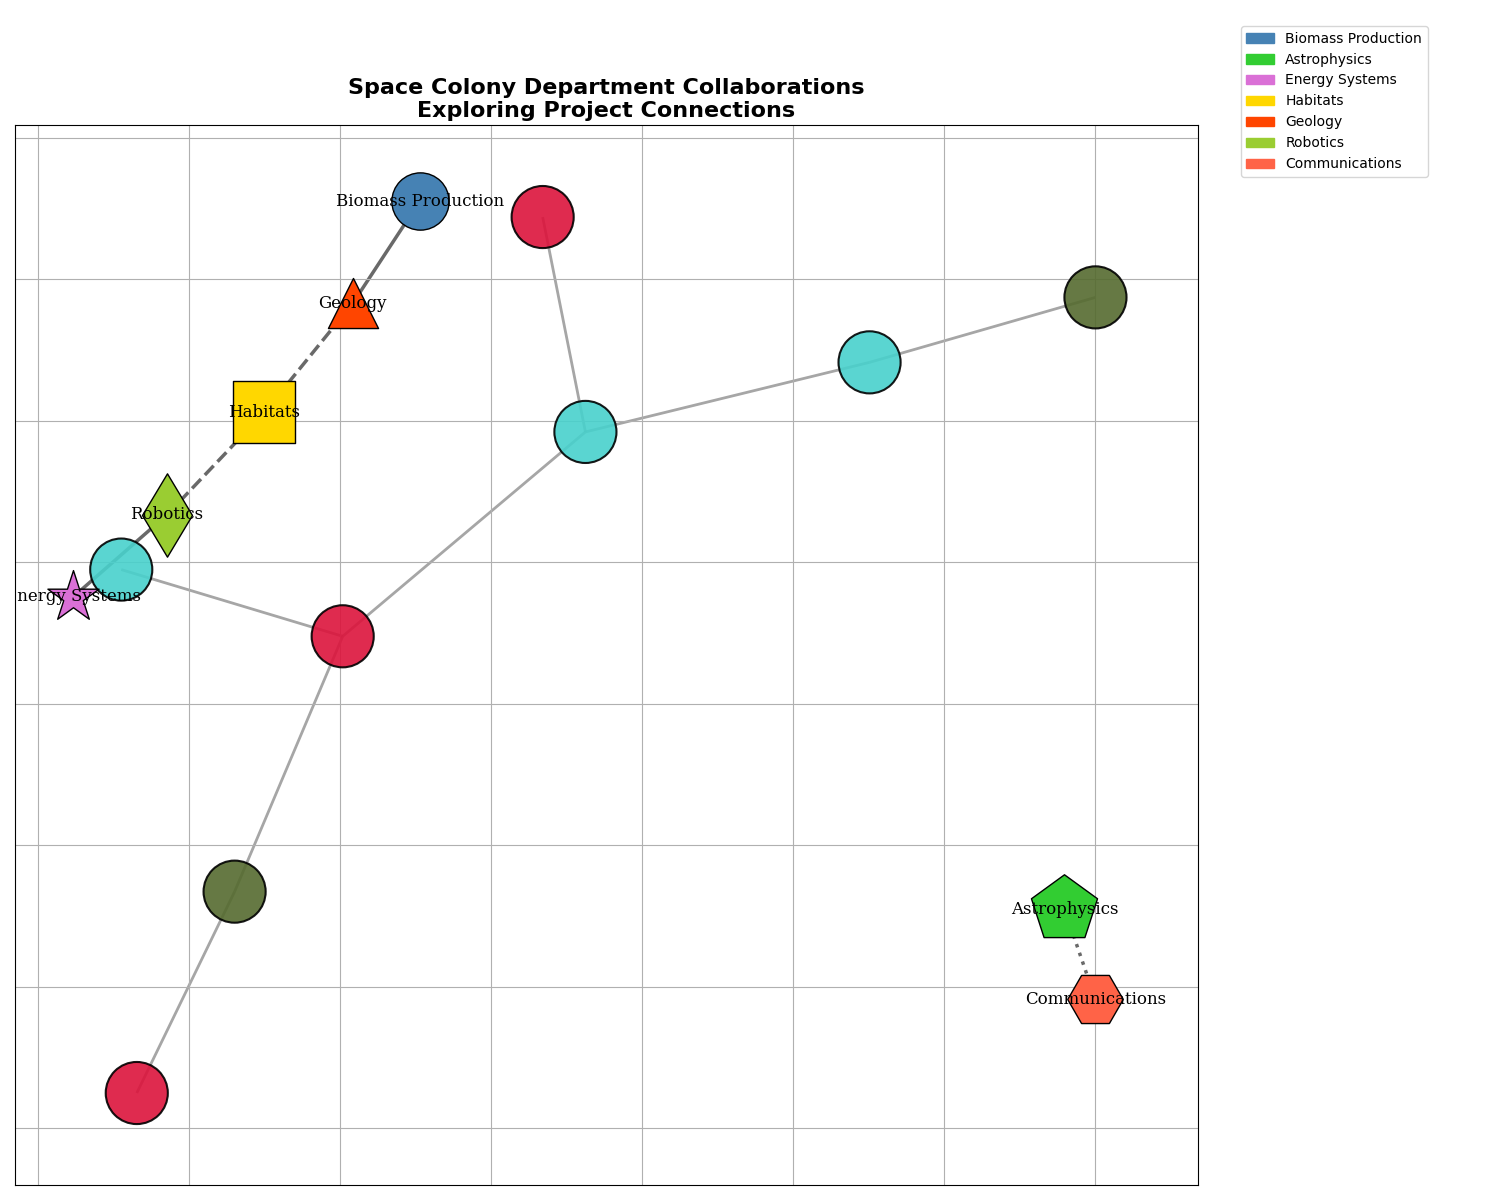 Space Colony Department Collaborations
Exploring Project Connections
Biomass Production
Astrophysics
Energy Systems
Habitats
Geology
Robotics
Communications
Biomass Production
Geology
Habitats
Robotics
nergy Systems
Astrophysics
Communications